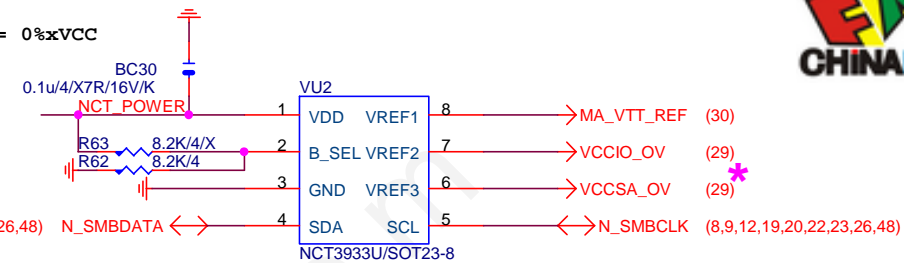 = 0%xVCC
CHiNA
BC30
0.1u/4/X7R/16V/K
VU2
NCT_POWER
1 VDD VREF1 8 MA_VTT_REF (30)
R63 8.2K/4/X
2 B_SEL VREF2 7 VCCIO_OV (29)
R62 8.2K/4
3 GND VREF3 6 VCCSA_OV (29) *
26,48) N_SMBDATA 4 SDA SCL 5 N_SMBCLK (8,9,12,19,20,22,23,26,48)
NCT3933U/SOT23-8
m